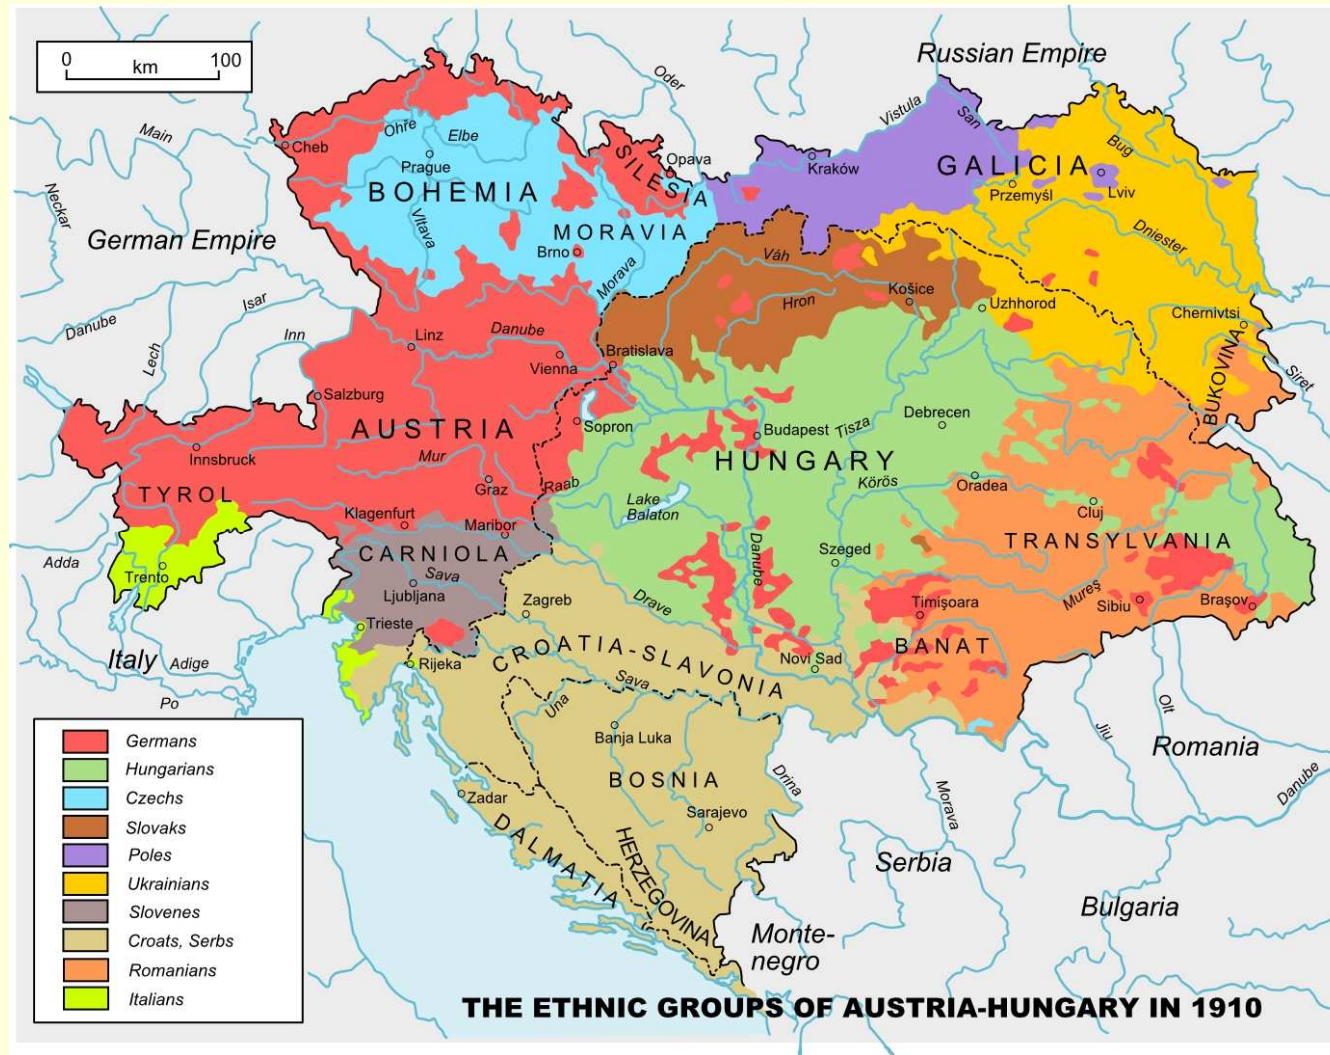 0 km 100
Russian Empire
Oder
Vistula
San
Bug
Main
Cheb
Ohře
Elbe
Prague
Opava
SILESIA
Kraków
GALICIA
Przemyśl
Lviv
Neckar
BOHEMIA
Vltava
MORAVIA
Brno
Morava
German Empire
Dniester
Váh
Hron
Košice
Uzhhorod
Chernivtsi
BUKOVINA
Siret
Danube
Isar
Lech
Inn
Linz
Danube
Vienna
Bratislava
Salzburg
AUSTRIA
Sopron
Budapest
Tisza
Debrecen
Innsbruck
Mur
HUNGARY
Graz
Raab
Lake
Balaton
Körös
Oradea
Cluj
TYROL
Klagenfurt
Maribor
CARNIOLA
Szeged
Danube
TRANSYLVANIA
Adda
Trento
Sava
Ljubljana
Drave
Zagreb
Timişoara
Mureş
Sibiu
Braşov
Trieste
Italy
Adige
Po
Rijeka
CROATIA-SLAVONIA
Sava
Novi Sad
BANAT
Una
Banja Luka
BOSNIA
Drina
Sarajevo
Zadar
DALMATIA
HERZEGOVINA
Morava
Jiu
Olt
Romania
Danube
Serbia
Bulgaria
Monte-
negro
Germans
Hungarians
Czechs
Slovaks
Poles
Ukrainians
Slovenes
Croats, Serbs
Romanians
Italians
THE ETHNIC GROUPS OF AUSTRIA-HUNGARY IN 1910